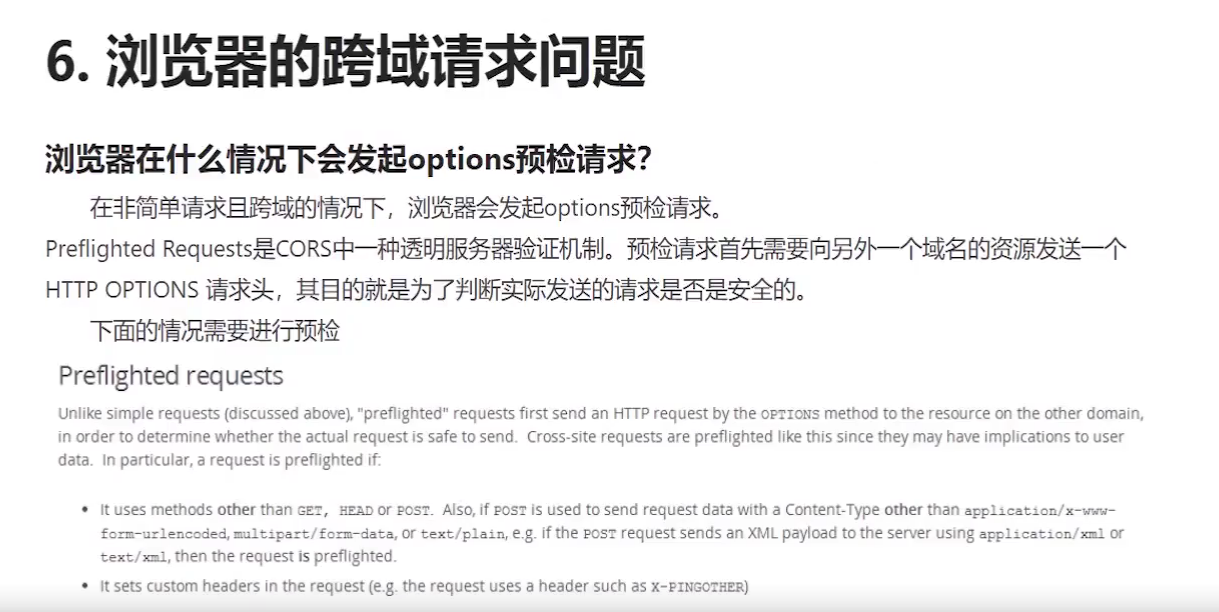 6. 浏览器的跨域请求问题
浏览器在什么情况下会发起options预检请求？
在非简单请求且跨域的情况下，浏览器会发起options预检请求。
Preflighted Requests是CORS中一种透明服务器验证机制。预检请求首先需要向另外一个域名的资源发送一个
HTTP OPTIONS 请求头，其目的就是为了判断实际发送的请求是否是安全的。
下面的情况需要进行预检
Preflighted requests
Unlike simple requests (discussed above), "preflighted" requests first send an HTTP request by the OPTIONS method to the resource on the other domain,
in order to determine whether the actual request is safe to send. Cross-site requests are preflighted like this since they may have implications to user
data. In particular, a request is preflighted if:
• It uses methods other than GET, HEAD or POST. Also, if POST is used to send request data with a Content-Type other than application/x-www-
form-urlencoded, multipart/form-data, or text/plain, e.g. if the POST request sends an XML payload to the server using application/xml or
text/xml, then the request is preflighted.
• It sets custom headers in the request (e.g. the request uses a header such as X-PINGOTHER)